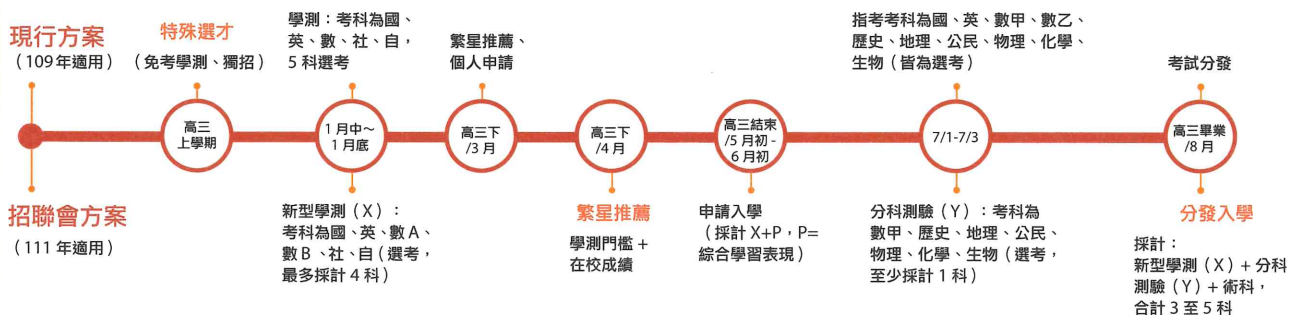 現行方案
（109年適用）
特殊選才
（免考學測、獨招）
學測：考科為國、
英、數、社、自，
5 科選考
繁星推薦、
個人申請
指考考科為國、英、數甲、數乙、
歷史、地理、公民、物理、化學、
生物（皆為選考）
考試分發
高三
上學期
1 月中～
1 月底
高三下
/3 月
高三下
/4 月
高三結束
/5 月初 -
6 月初
7/1-7/3
高三畢業
/8 月
招聯會方案
（111 年適用）
新型學測（X）：
考科為國、英、數 A、
數 B 、社、自（選考，
最多採計 4 科）
繁星推薦
學測門檻 +
在校成績
申請入學
（採計 X+P，P=
綜合學習表現）
分科測驗（Y）：考科為
數甲、歷史、地理、公民、
物理、化學、生物（選考，
至少採計 1 科）
分發入學
採計：
新型學測（X）+ 分科
測驗（Y）+ 術科，
合計 3 至 5 科